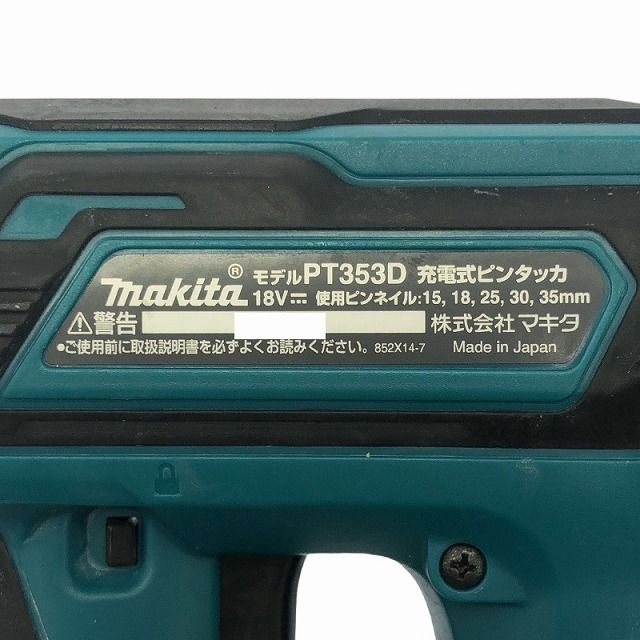 makita® モデルPT353D 充電式ピンタッカ
18V⎓ 使用ピンネイル:15, 18, 25, 30, 35mm
⚠警告 株式会社 マキタ
●ご使用前に取扱説明書を必ずよくお読みください。 852X14-7 Made in Japan